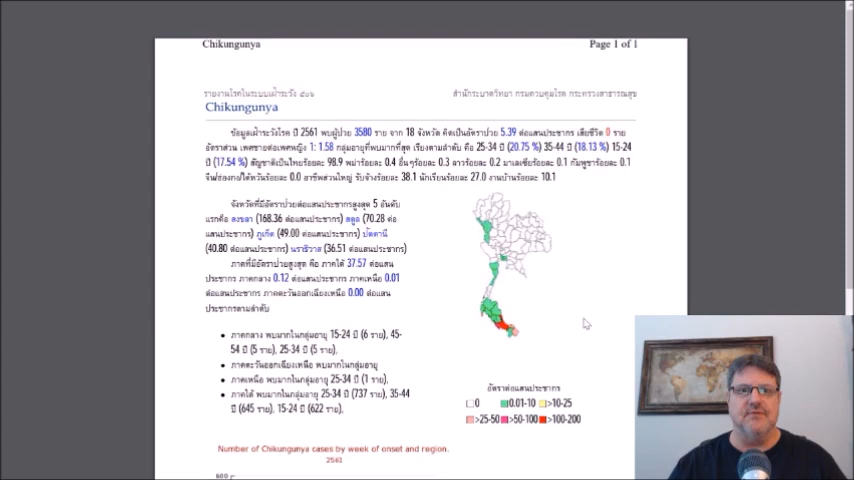 Chikungunya
Page 1 of 1
รายงานโรคในระบบเฝ้าระวัง ๕๐๖
สำนักระบาดวิทยา กรมควบคุมโรค กระทรวงสาธารณสุข
Chikungunya
ข้อมูลเฝ้าระวังโรค ปี 2561 พบผู้ป่วย 3580 ราย จาก 18 จังหวัด คิดเป็นอัตราป่วย 5.39 ต่อแสนประชากร เสียชีวิต 0 ราย
อัตราส่วน เพศชายต่อเพศหญิง 1: 1.58 กลุ่มอายุที่พบมากที่สุด เรียงตามลำดับ คือ 25-34 ปี (20.75 %) 35-44 ปี (18.13 %) 15-24
ปี (17.54 %) สัญชาติเป็นไทยร้อยละ 98.9 พม่าร้อยละ 0.4 อื่นๆร้อยละ 0.3 ลาวร้อยละ 0.2 มาเลเซียร้อยละ 0.1 กัมพูชาร้อยละ 0.1
จีน/ฮ่องกง/ไต้หวันร้อยละ 0.0 อาชีพส่วนใหญ่ รับจ้างร้อยละ 38.1 นักเรียนร้อยละ 27.0 งานบ้านร้อยละ 10.1
จังหวัดที่มีอัตราป่วยต่อแสนประชากรสูงสุด 5 อันดับ
แรกคือ สงขลา (168.36 ต่อแสนประชากร) สตูล (70.28 ต่อ
แสนประชากร) ภูเก็ต (49.00 ต่อแสนประชากร) ปัตตานี
(40.80 ต่อแสนประชากร) นราธิวาส (36.51 ต่อแสนประชากร)
ภาคที่มีอัตราป่วยสูงสุด คือ ภาคใต้ 37.57 ต่อแสน
ประชากร ภาคกลาง 0.12 ต่อแสนประชากร ภาคเหนือ 0.01
ต่อแสนประชากร ภาคตะวันออกเฉียงเหนือ 0.00 ต่อแสน
ประชากรตามลำดับ
• ภาคกลาง พบมากในกลุ่มอายุ 15-24 ปี (6 ราย), 45-
54 ปี (5 ราย), 25-34 ปี (5 ราย),
• ภาคตะวันออกเฉียงเหนือ พบมากในกลุ่มอายุ
• ภาคเหนือ พบมากในกลุ่มอายุ 25-34 ปี (1 ราย),
• ภาคใต้ พบมากในกลุ่มอายุ 25-34 ปี (737 ราย), 35-44
ปี (645 ราย), 15-24 ปี (622 ราย),
อัตราต่อแสนประชากร
0 0.01-10 >10-25
>25-50 >50-100 >100-200
Number of Chikungunya cases by week of onset and region.
2561
600